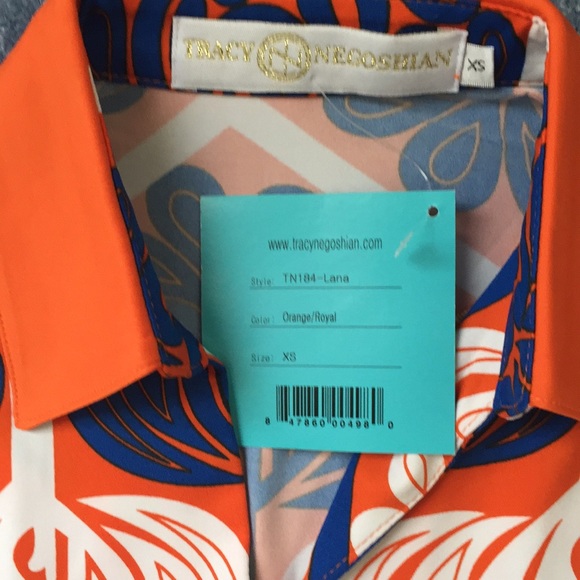 TRACY NEGOSHIAN
XS
www.tracynegoshian.com
Style: TN184-Lana
Color: Orange/Royal
Size: XS
8 47860 00498 0